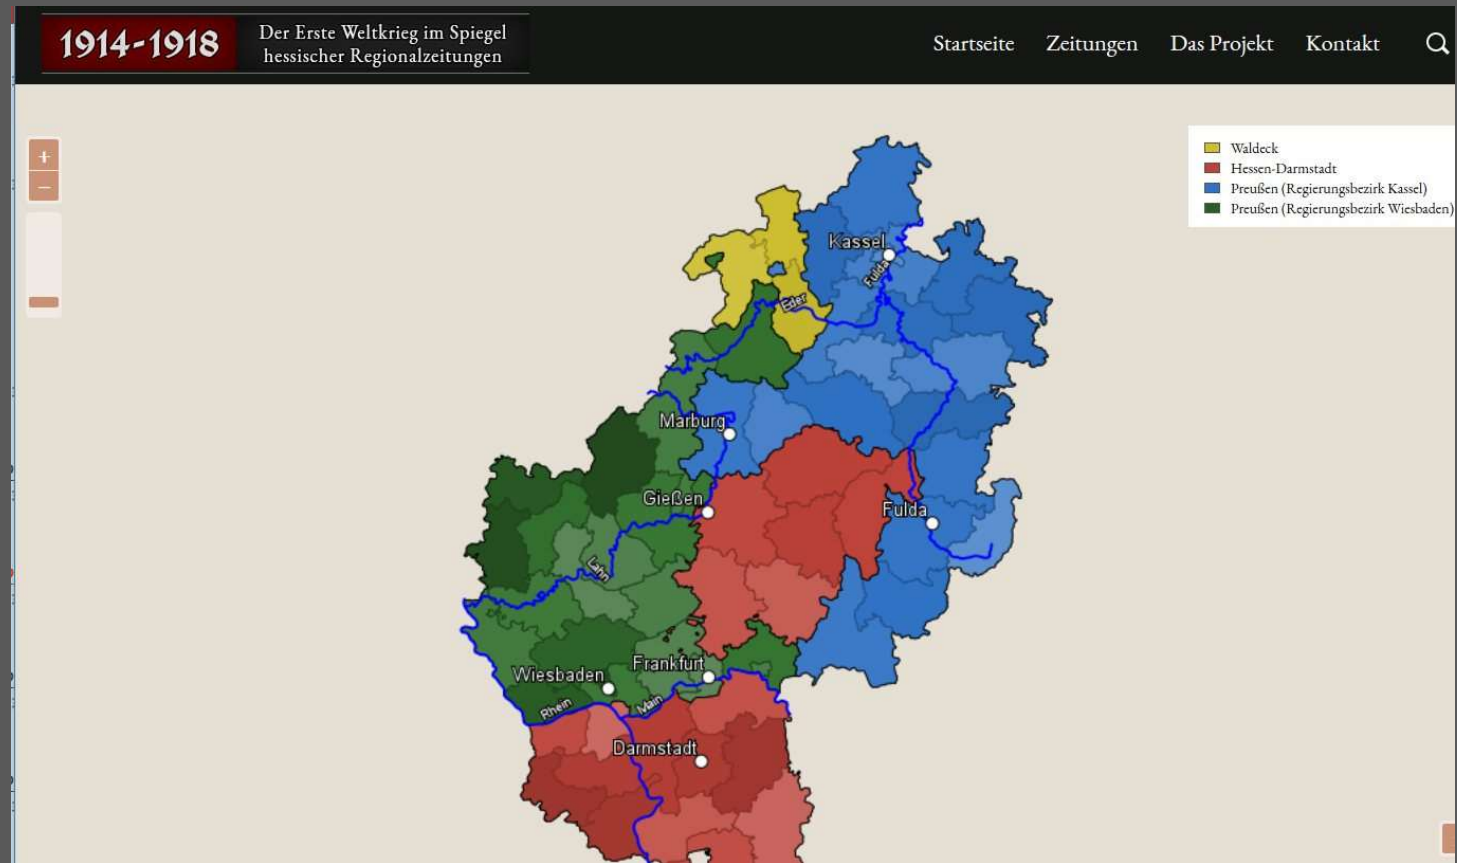 1914-1918
Der Erste Weltkrieg im Spiegel
hessischer Regionalzeitungen
Startseite Zeitungen Das Projekt Kontakt
+
–
Waldeck
Hessen-Darmstadt
Preußen (Regierungsbezirk Kassel)
Preußen (Regierungsbezirk Wiesbaden)
Kassel
Fulda
Eder
Marburg
Gießen
Fulda
Lahn
Frankfurt
Wiesbaden
Rhein
Main
Darmstadt